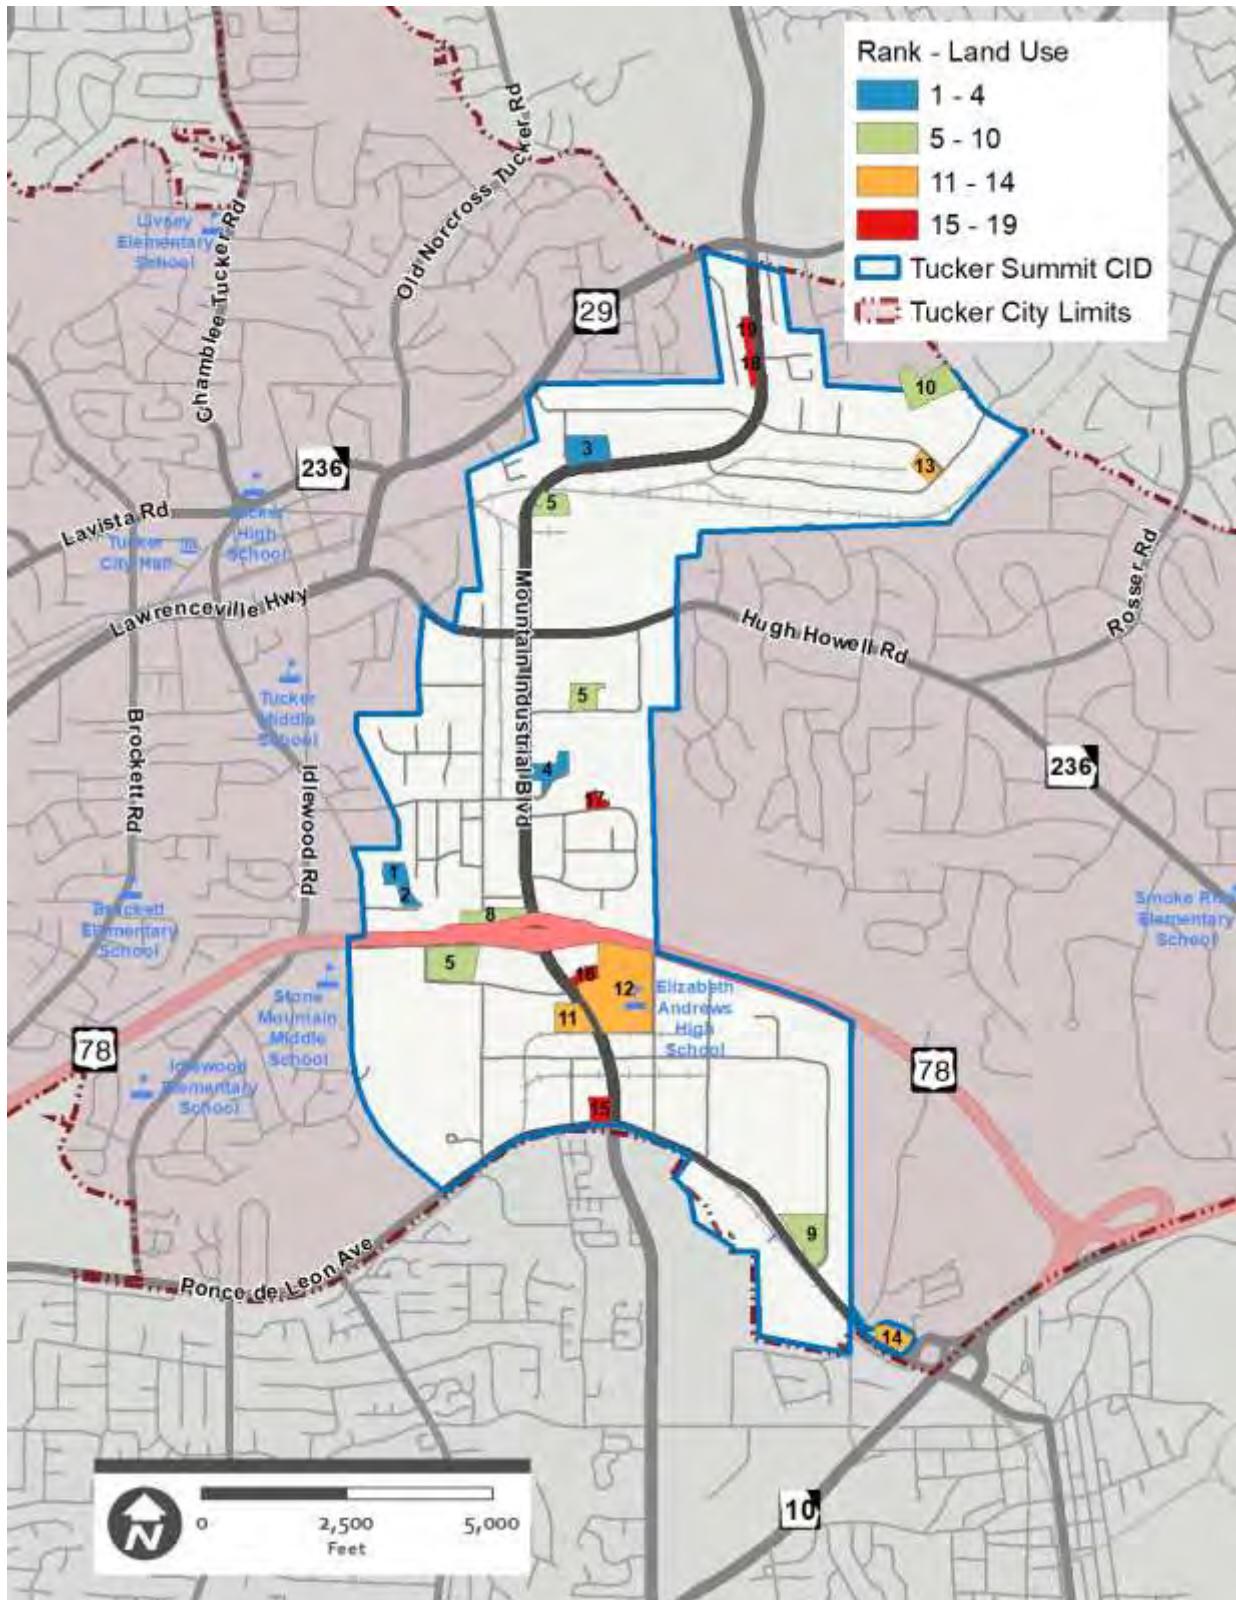 Rank - Land Use
1 - 4
5 - 10
11 - 14
15 - 19
Tucker Summit CID
Tucker City Limits
Old Norcross Tucker Rd
Chamblee Tucker Rd
Livsey
Elementary
School
29
19
18
10
3
13
236
5
Lavista Rd
Tucker
High
School
Tucker
City Hall
Lawrenceville Hwy
Mountain Industrial Blvd
Hugh Howell Rd
Rosser Rd
Tucker
Middle
School
5
Brockett Rd
Idlewood Rd
4
17
236
1
2
Brockett
Elementary
School
8
Smoke Rise
Elementary
School
5
16
12
Elizabeth
Andrews
High
School
11
Stone
Mountain
Middle
School
78
Idlewood
Elementary
School
78
15
9
Ponce de Leon Ave
14
10
N
0
2,500
5,000
Feet